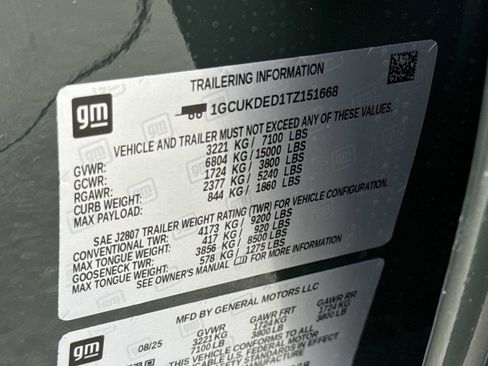 gm
TRAILERING INFORMATION
1GCUKDED1TZ151668
VEHICLE AND TRAILER MUST NOT EXCEED ANY OF THESE VALUES.
GVWR: 3221 KG / 7100 LBS
GCWR: 6804 KG / 15000 LBS
RGAWR: 1724 KG / 3800 LBS
CURB WEIGHT: 2377 KG / 5240 LBS
MAX PAYLOAD: 844 KG / 1860 LBS
SAE J2807 TRAILER WEIGHT RATING (TWR) FOR VEHICLE CONFIGURATION.
CONVENTIONAL TWR: 4173 KG / 9200 LBS
MAX TONGUE WEIGHT: 417 KG / 920 LBS
GOOSENECK TWR: 3856 KG / 8500 LBS
MAX TONGUE WEIGHT: 578 KG / 1275 LBS
SEE OWNER'S MANUAL FOR MORE INFORMATION
gm
MFD BY GENERAL MOTORS LLC
08/25 GVWR GAWR FRT GAWR RR
3221 KG 1724 KG 1724 KG
7100 LB 3800 LB 3800 LB
THIS VEHICLE CONFORMS TO ALL